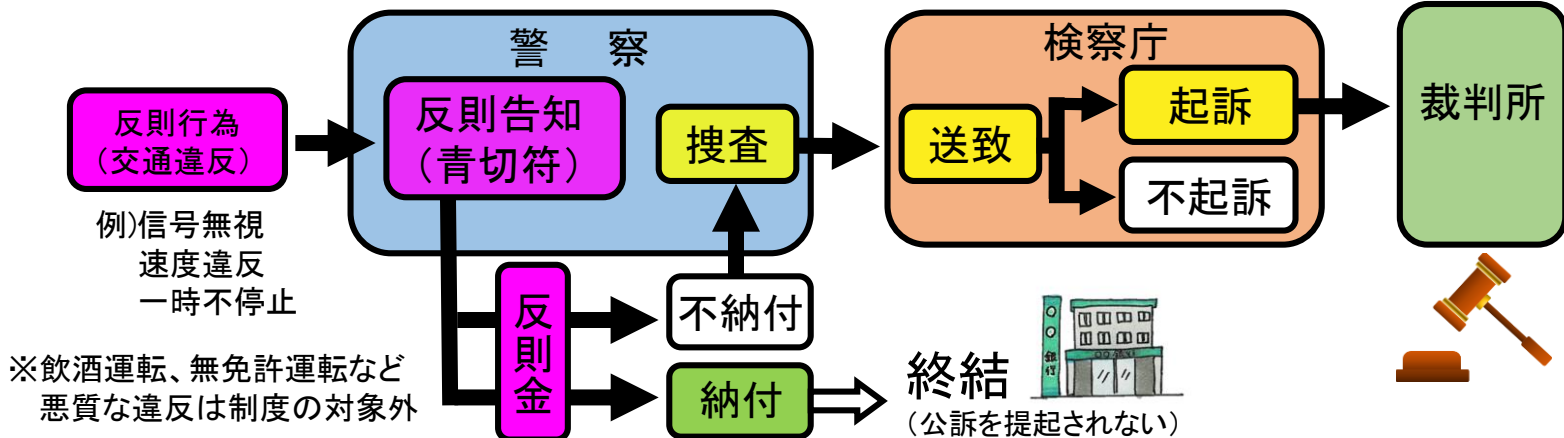 警　察
検察庁
反則行為
（交通違反）
反則告知
（青切符）
捜査
送致
起訴
不起訴
裁判所
例）信号無視
速度違反
一時不停止
※飲酒運転、無免許運転など
悪質な違反は制度の対象外
反則金
不納付
納付
終結
（公訴を提起されない）
〇〇銀行